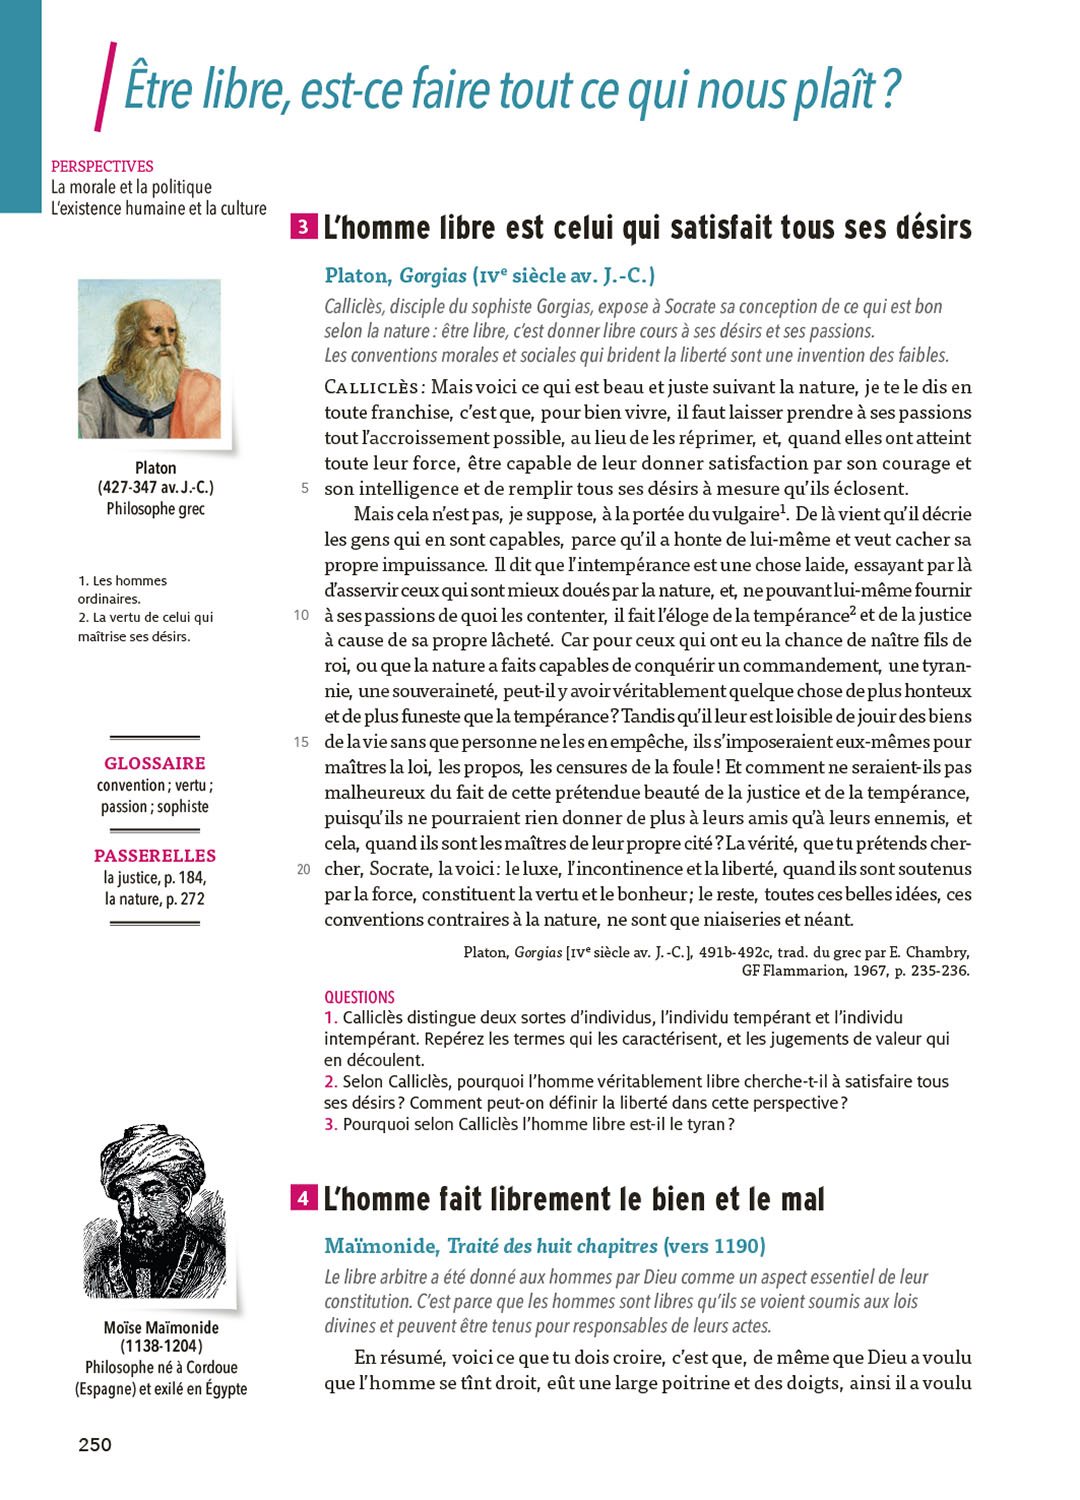 Être libre, est-ce faire tout ce qui nous plaît ?
PERSPECTIVES
La morale et la politique
L’existence humaine et la culture
3 L’homme libre est celui qui satisfait tous ses désirs
Platon, Gorgias (IVe siècle av. J.-C.)
Calliclès, disciple du sophiste Gorgias, expose à Socrate sa conception de ce qui est bon
selon la nature : être libre, c’est donner libre cours à ses désirs et ses passions.
Les conventions morales et sociales qui brident la liberté sont une invention des faibles.
CALLICLÈS : Mais voici ce qui est beau et juste suivant la nature, je te le dis en
toute franchise, c’est que, pour bien vivre, il faut laisser prendre à ses passions
tout l’accroissement possible, au lieu de les réprimer, et, quand elles ont atteint
toute leur force, être capable de leur donner satisfaction par son courage et
5 son intelligence et de remplir tous ses désirs à mesure qu’ils éclosent.
Mais cela n’est pas, je suppose, à la portée du vulgaire1. De là vient qu’il décrie
les gens qui en sont capables, parce qu’il a honte de lui-même et veut cacher sa
propre impuissance. Il dit que l’intempérance est une chose laide, essayant par là
d’asservir ceux qui sont mieux doués par la nature, et, ne pouvant lui-même fournir
10 à ses passions de quoi les contenter, il fait l’éloge de la tempérance2 et de la justice
à cause de sa propre lâcheté. Car pour ceux qui ont eu la chance de naître fils de
roi, ou que la nature a faits capables de conquérir un commandement, une tyran-
nie, une souveraineté, peut-il y avoir véritablement quelque chose de plus honteux
et de plus funeste que la tempérance ? Tandis qu’il leur est loisible de jouir des biens
15 de la vie sans que personne ne les en empêche, ils s’imposeraient eux-mêmes pour
maîtres la loi, les propos, les censures de la foule ! Et comment ne seraient-ils pas
malheureux du fait de cette prétendue beauté de la justice et de la tempérance,
puisqu’ils ne pourraient rien donner de plus à leurs amis qu’à leurs ennemis, et
cela, quand ils sont les maîtres de leur propre cité ? La vérité, que tu prétends cher-
20 cher, Socrate, la voici : le luxe, l’incontinence et la liberté, quand ils sont soutenus
par la force, constituent la vertu et le bonheur ; le reste, toutes ces belles idées, ces
conventions contraires à la nature, ne sont que niaiseries et néant.
Platon, Gorgias [IVe siècle av. J.-C.], 491b-492c, trad. du grec par E. Chambry,
GF Flammarion, 1967, p. 235-236.
Platon
(427-347 av. J.-C.)
Philosophe grec
1. Les hommes
ordinaires.
2. La vertu de celui qui
maîtrise ses désirs.
GLOSSAIRE
convention ; vertu ;
passion ; sophiste
PASSERELLES
la justice, p. 184,
la nature, p. 272
QUESTIONS
1. Calliclès distingue deux sortes d’individus, l’individu tempérant et l’individu
intempérant. Repérez les termes qui les caractérisent, et les jugements de valeur qui
en découlent.
2. Selon Calliclès, pourquoi l’homme véritablement libre cherche-t-il à satisfaire tous
ses désirs ? Comment peut-on définir la liberté dans cette perspective ?
3. Pourquoi selon Calliclès l’homme libre est-il le tyran ?
4 L’homme fait librement le bien et le mal
Maïmonide, Traité des huit chapitres (vers 1190)
Le libre arbitre a été donné aux hommes par Dieu comme un aspect essentiel de leur
constitution. C’est parce que les hommes sont libres qu’ils se voient soumis aux lois
divines et peuvent être tenus pour responsables de leurs actes.
En résumé, voici ce que tu dois croire, c’est que, de même que Dieu a voulu
que l’homme se tînt droit, eût une large poitrine et des doigts, ainsi il a voulu
Moïse Maïmonide
(1138-1204)
Philosophe né à Cordoue
(Espagne) et exilé en Égypte
250